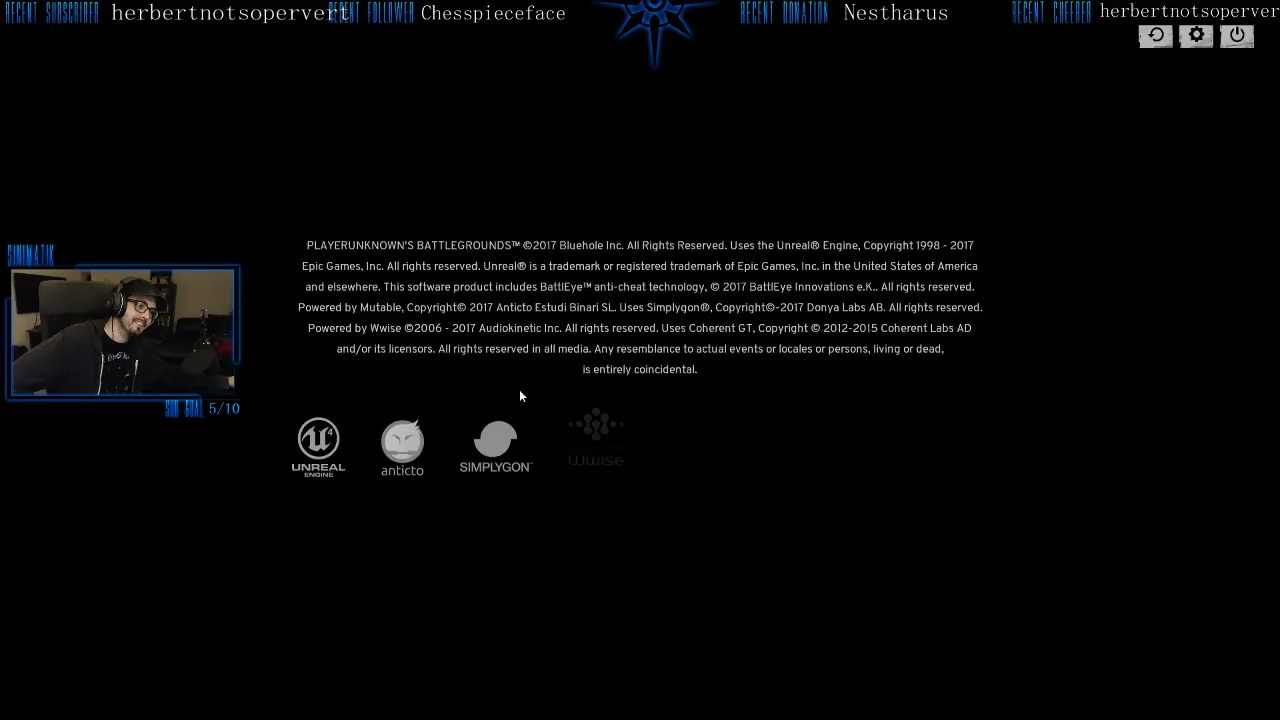 RECENT SUBSCRIBER herbertnotsopervert RECENT FOLLOWER Chesspieceface RECENT DONATION Nestharus RECENT CHEERER herbertnotsoperver
PLAYERUNKNOWN'S BATTLEGROUNDS™ ©2017 Bluehole Inc. All Rights Reserved. Uses the Unreal® Engine, Copyright 1998 - 2017
Epic Games, Inc. All rights reserved. Unreal® is a trademark or registered trademark of Epic Games, Inc. in the United States of America
and elsewhere. This software product includes BattlEye™ anti-cheat technology, © 2017 BattlEye Innovations e.K.. All rights reserved.
Powered by Mutable, Copyright© 2017 Anticto Estudi Binari SL. Uses Simplygon®, Copyright©-2017 Donya Labs AB. All rights reserved.
Powered by Wwise ©2006 - 2017 Audiokinetic Inc. All rights reserved. Uses Coherent GT, Copyright © 2012-2015 Coherent Labs AD
and/or its licensors. All rights reserved in all media. Any resemblance to actual events or locales or persons, living or dead,
is entirely coincidental.
SINIMATIK
SUB GOAL 5/10
UNREAL
ENGINE
anticto
SIMPLYGON™
Wwise